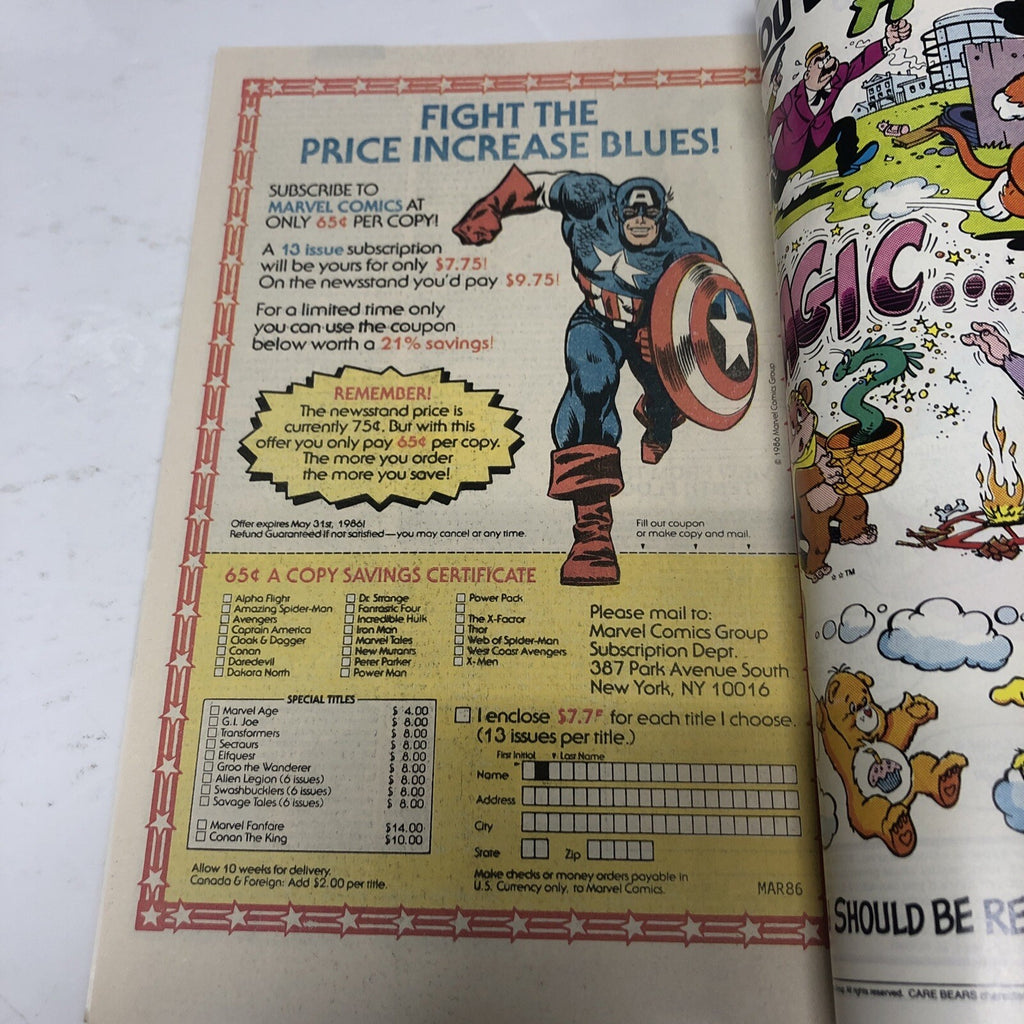 FIGHT THE
PRICE INCREASE BLUES!
SUBSCRIBE TO
MARVEL COMICS AT
ONLY 65¢ PER COPY!
A 13 issue subscription
will be yours for only $7.75!
On the newsstand you'd pay $9.75!
For a limited time only
you can use the coupon
below worth a 21% savings!
REMEMBER!
The newsstand price is
currently 75¢. But with this
offer you only pay 65¢ per copy.
The more you order
the more you save!
© 1986 Marvel Comics Group
Offer expires May 31st, 1986!
Refund Guaranteed if not satisfied—you may cancel at any time.
Fill out coupon
or make copy and mail.
65¢ A COPY SAVINGS CERTIFICATE
Alpha Flight
Amazing Spider-Man
Avengers
Captain America
Cloak & Dagger
Conan
Daredevil
Dakota North
Dr. Strange
Fantastic Four
Incredible Hulk
Iron Man
Marvel Tales
New Mutants
Peter Parker
Power Man
Power Pack
The X-Factor
Thor
Web of Spider-Man
West Coast Avengers
X-Men
Please mail to:
Marvel Comics Group
Subscription Dept.
387 Park Avenue South
New York, NY 10016
SPECIAL TITLES
Marvel Age $ 4.00
G.I. Joe $ 8.00
Transformers $ 8.00
Sectaurs $ 8.00
Elfquest $ 8.00
Groo the Wanderer $ 8.00
Alien Legion (6 issues) $ 8.00
Swashbucklers (6 issues) $ 8.00
Savage Tales (6 issues) $ 8.00
Marvel Fanfare $14.00
Conan The King $10.00
I enclose $7.75 for each title I choose.
(13 issues per title.)
First Initial Last Name
Name
Address
City
State Zip
Allow 10 weeks for delivery.
Canada & Foreign: Add $2.00 per title.
Make checks or money orders payable in
U.S. Currency only, to Marvel Comics.
MAR86
GIC...
TM
SHOULD BE RE
All rights reserved. CARE BEARS